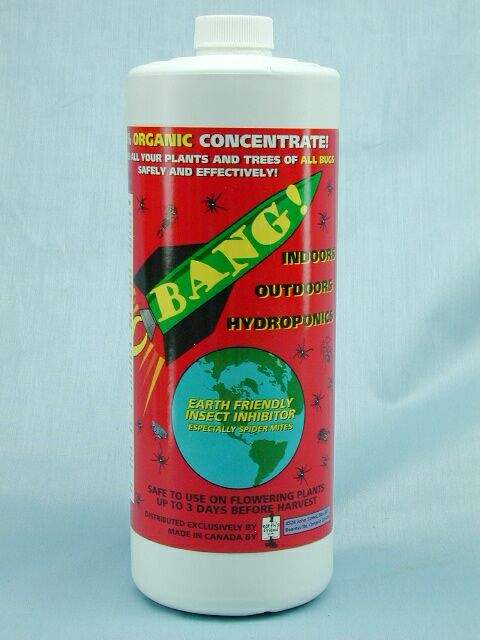 % ORGANIC CONCENTRATE!
ALL YOUR PLANTS AND TREES OF ALL BUGS
SAFELY AND EFFECTIVELY!
BANG!
INDOORS
OUTDOORS
HYDROPONICS
EARTH FRIENDLY
INSECT INHIBITOR
ESPECIALLY SPIDER MITES
SAFE TO USE ON FLOWERING PLANTS
UP TO 3 DAYS BEFORE HARVEST
DISTRIBUTED EXCLUSIVELY BY
MADE IN CANADA BY